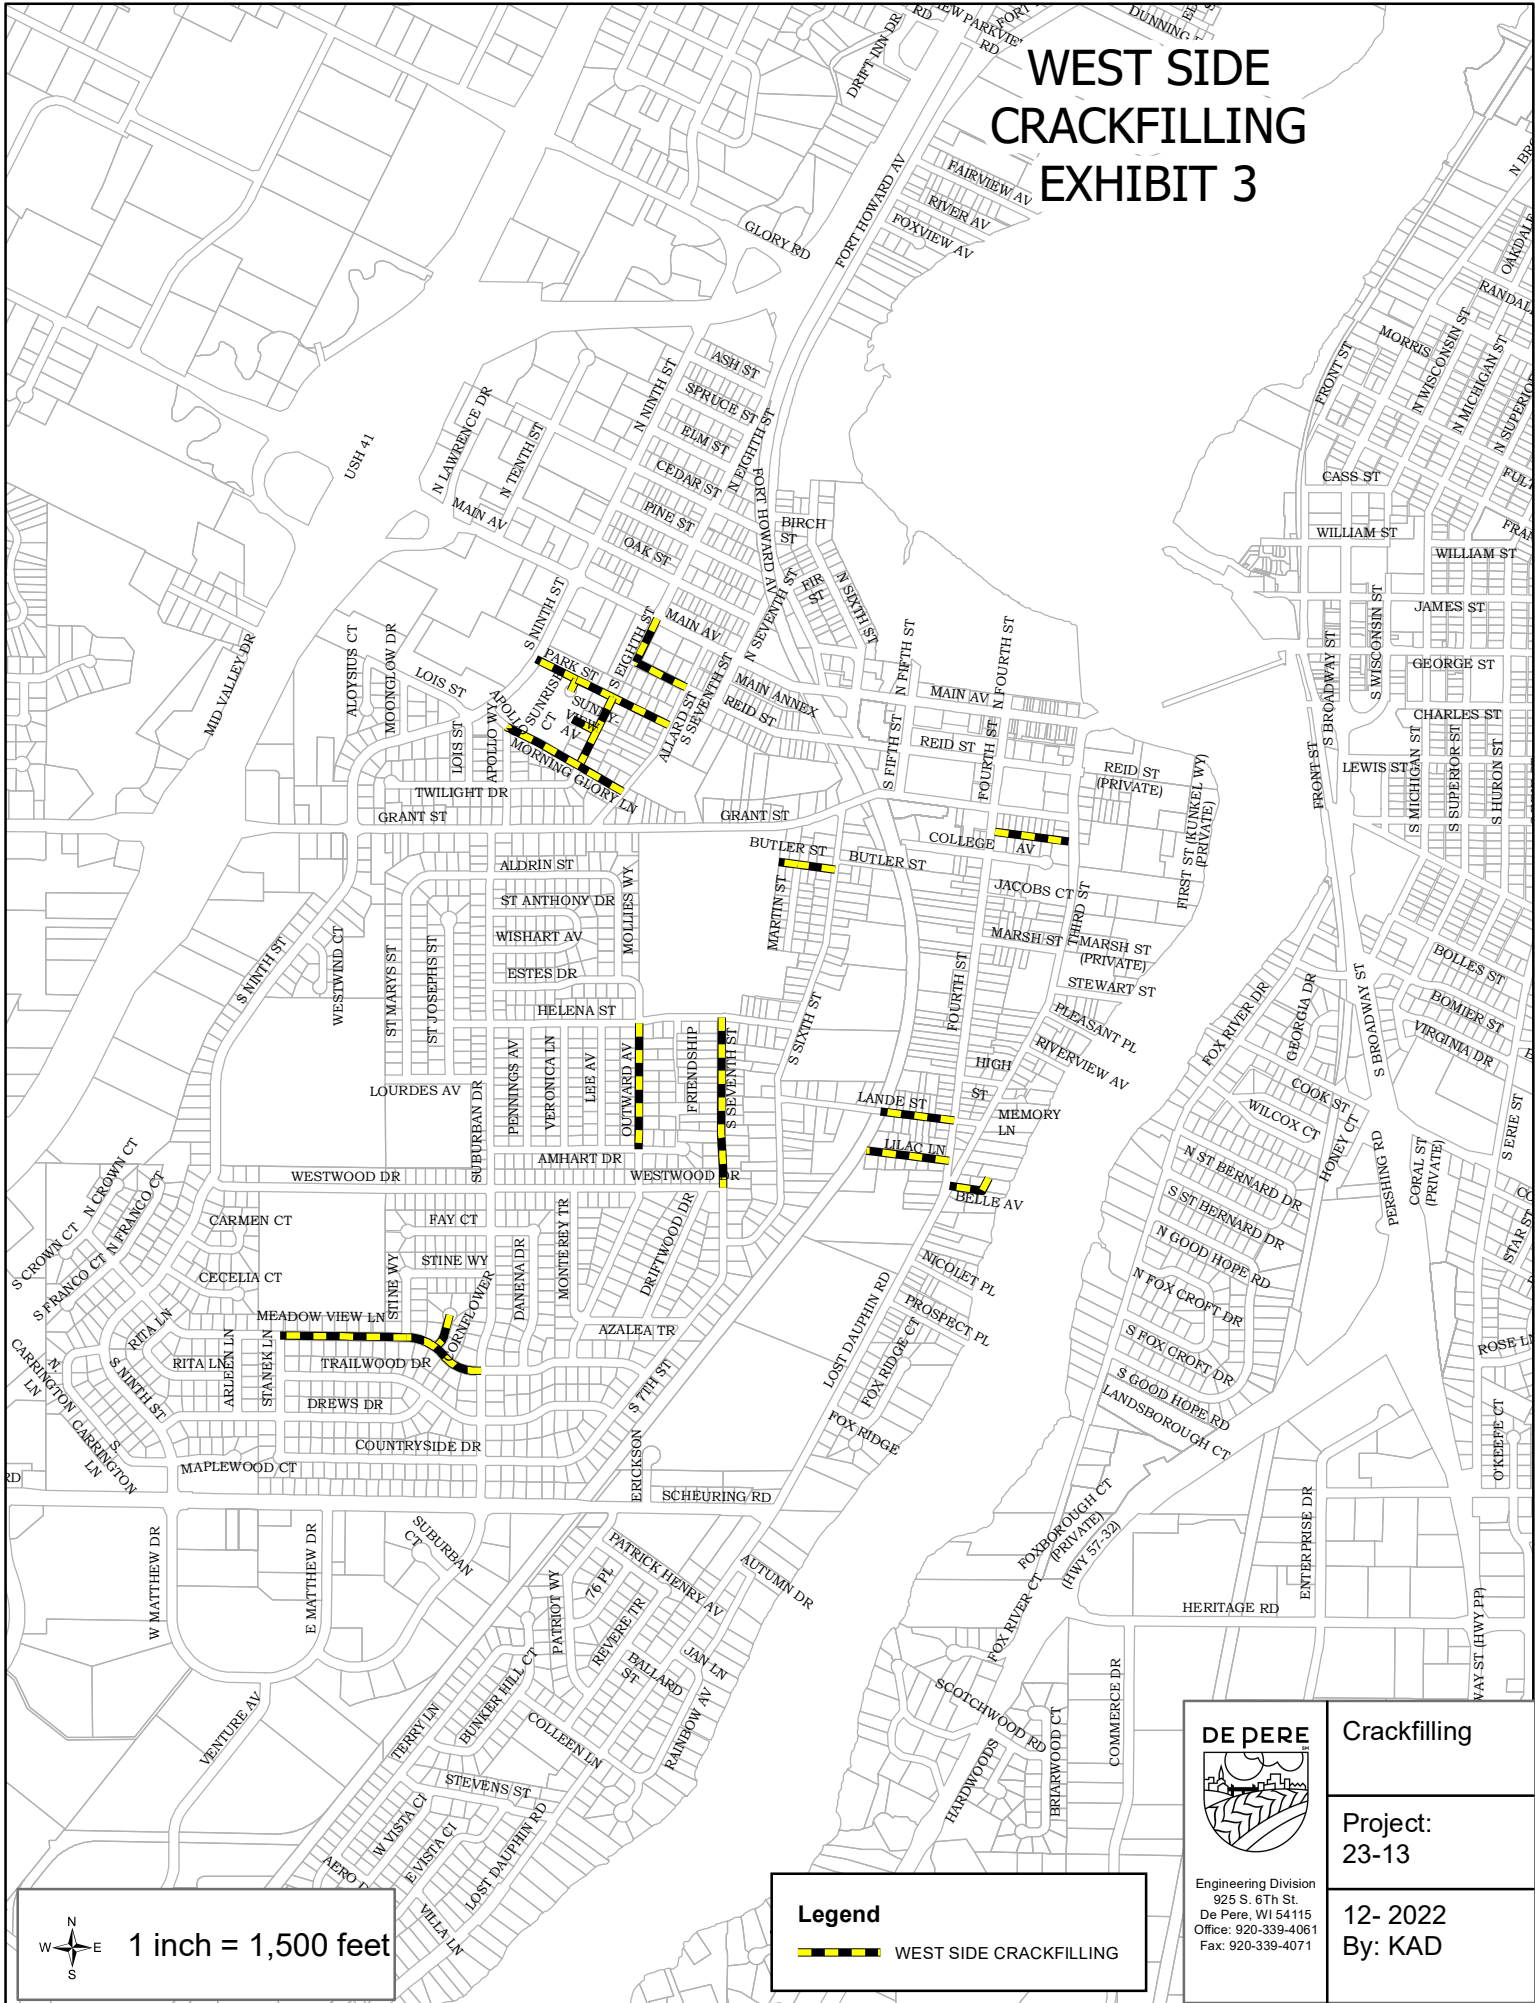 WEST SIDE
CRACKFILLING
EXHIBIT 3
DRIFT INN DR
RD
RD
DUNNING
GLORY RD
FORT HOWARD AV
FAIRVIEW AV
RIVER AV
FOXVIEW AV
N BR
OAKDALE
RANDAL
MORRIS
FRONT ST
N WISCONSIN ST
N MICHIGAN ST
N SUPERIOR
CASS ST
WILLIAM ST
WILLIAM ST
JAMES ST
GEORGE ST
CHARLES ST
LEWIS ST
S BROADWAY ST
S WISCONSIN ST
S MICHIGAN ST
S SUPERIOR ST
S HURON ST
FRONT ST
USH 41
N LAWRENCE DR
N TENTH ST
MAIN AV
N NINTH ST
ASH ST
SPRUCE ST
ELM ST
CEDAR ST
PINE ST
OAK ST
N EIGHTH ST
FORT HOWARD AV
BIRCH
ST
FIR
ST
N SIXTH ST
N SEVENTH ST
MAIN AV
S NINTH ST
S EIGHTH ST
PARK ST
SUNRISE
CT
SUNNY-
VIEW
AV
APOLLO
MORNING GLORY LN
ALLARD ST
S SEVENTH ST
MAIN ANNEX
REID ST
N FIFTH ST
N FOURTH ST
MAIN AV
S FIFTH ST
REID ST
FOURTH ST
REID ST
(PRIVATE)
FIRST ST (KUNKEL WY)
(PRIVATE)
MID VALLEY DR
ALOYSIUS CT
MOONGLOW DR
LOIS ST
LOIS ST
APOLLO WY
TWILIGHT DR
GRANT ST
GRANT ST
BUTLER ST
BUTLER ST
COLLEGE
AV
JACOBS CT
MARTIN ST
THIRD ST
MARSH ST
MARSH ST
(PRIVATE)
STEWART ST
PLEASANT PL
RIVERVIEW AV
ALDRIN ST
ST ANTHONY DR
WISHART AV
ESTES DR
HELENA ST
MOLLIES WY
S NINTH ST
WESTWIND CT
ST MARYS ST
ST JOSEPHS ST
LOURDES AV
SUBURBAN DR
PENNINGS AV
VERONICA LN
LEE AV
OUTWARD AV
FRIENDSHIP
S SEVENTH ST
S SIXTH ST
FOURTH ST
HIGH
ST
MEMORY
LN
LANDE ST
LILAC LN
BELLE AV
AMHART DR
WESTWOOD DR
WESTWOOD DR
FOX RIVER DR
GEORGIA DR
S BROADWAY ST
BOLLES ST
BOMIER ST
VIRGINIA DR
COOK ST
WILCOX CT
HONEY CT
PERSHING RD
CORAL ST
(PRIVATE)
S ERIE ST
STAR ST
ROSE LN
N ST BERNARD DR
S ST BERNARD DR
N GOOD HOPE RD
N FOX CROFT DR
S FOX CROFT DR
S GOOD HOPE RD
LANDSBOROUGH CT
O'KEEFE CT
N CROWN CT
S CROWN CT
N FRANCO CT
S FRANCO CT
CARMEN CT
CECELIA CT
FAY CT
STINE WY
STINE WY
CORNFLOWER
DANENA DR
MONTEREY TR
DRIFTWOOD DR
AZALEA TR
MEADOW VIEW LN
RITA LN
RITA LN
ARLEEN LN
STANEK LN
TRAILWOOD DR
DREWS DR
COUNTRYSIDE DR
MAPLEWOOD CT
S NINTH ST
N.
CARRINGTON
LN
S.
CARRINGTON
LN
RD
S 7TH ST
ERICKSON
SCHEURING RD
LOST DAUPHIN RD
NICOLET PL
PROSPECT PL
FOX RIDGE CT
FOX RIDGE
W MATTHEW DR
E MATTHEW DR
SUBURBAN
CT
VENTURE AV
TERRY LN
BUNKER HILL CT
PATRIOT WY
76 PL
PATRICK HENRY AV
AUTUMN DR
REVERE TR
BALLARD
ST
JAN LN
RAINBOW AV
COLLEEN LN
STEVENS ST
W VISTA CI
E VISTA CI
AERO D
VILLA LN
LOST DAUPHIN RD
FOXBOROUGH CT
(PRIVATE)
(HWY 57-32)
FOX RIVER CT
ENTERPRISE DR
HERITAGE RD
WAY ST (HWY PP)
SCOTCHWOOD RD
HARDWOODS
BRIARWOOD CT
COMMERCE DR
N
W E
S
1 inch = 1,500 feet
Legend
WEST SIDE CRACKFILLING
DE PERE
Engineering Division
925 S. 6Th St.
De Pere, WI 54115
Office: 920-339-4061
Fax: 920-339-4071
Crackfilling
Project:
23-13
12- 2022
By: KAD